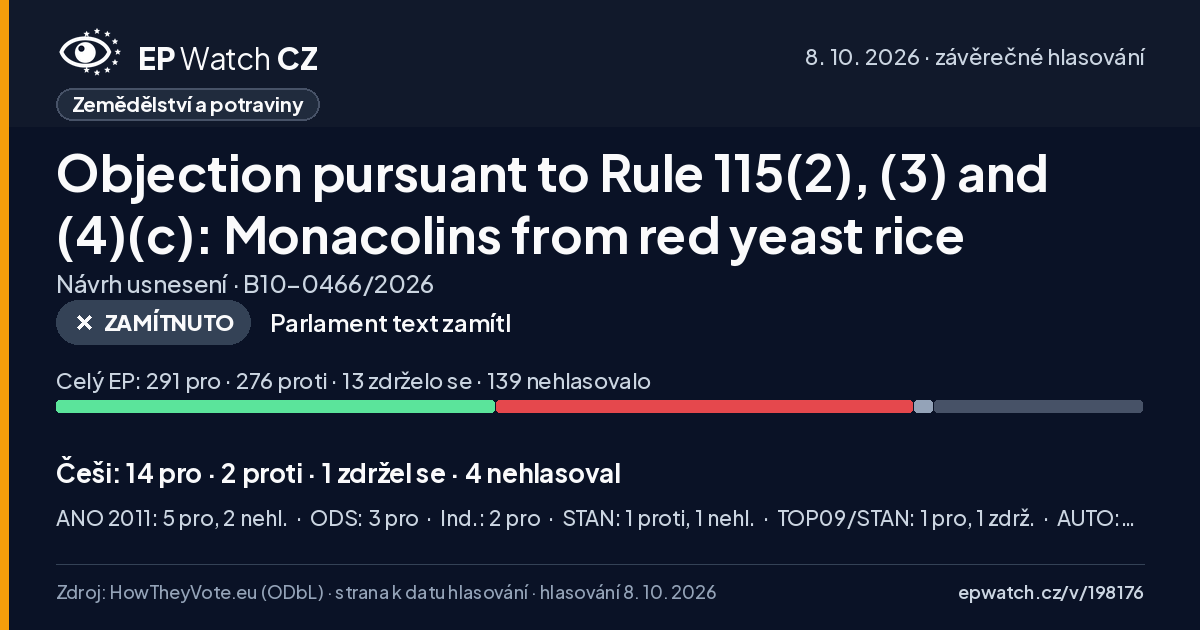 EP Watch CZ
8. 10. 2026 · závěrečné hlasování
Zemědělství a potraviny
Objection pursuant to Rule 115(2), (3) and
(4)(c): Monacolins from red yeast rice
Návrh usnesení · B10-0466/2026
× ZAMÍTNUTO
Parlament text zamítl
Celý EP: 291 pro · 276 proti · 13 zdrželo se · 139 nehlasovalo
Češi: 14 pro · 2 proti · 1 zdržel se · 4 nehlasoval
ANO 2011: 5 pro, 2 nehl. · ODS: 3 pro · Ind.: 2 pro · STAN: 1 proti, 1 nehl. · TOP09/STAN: 1 pro, 1 zdrž. · AUTO:…
Zdroj: HowTheyVote.eu (ODbL) · strana k datu hlasování · hlasování 8. 10. 2026
epwatch.cz/v/198176